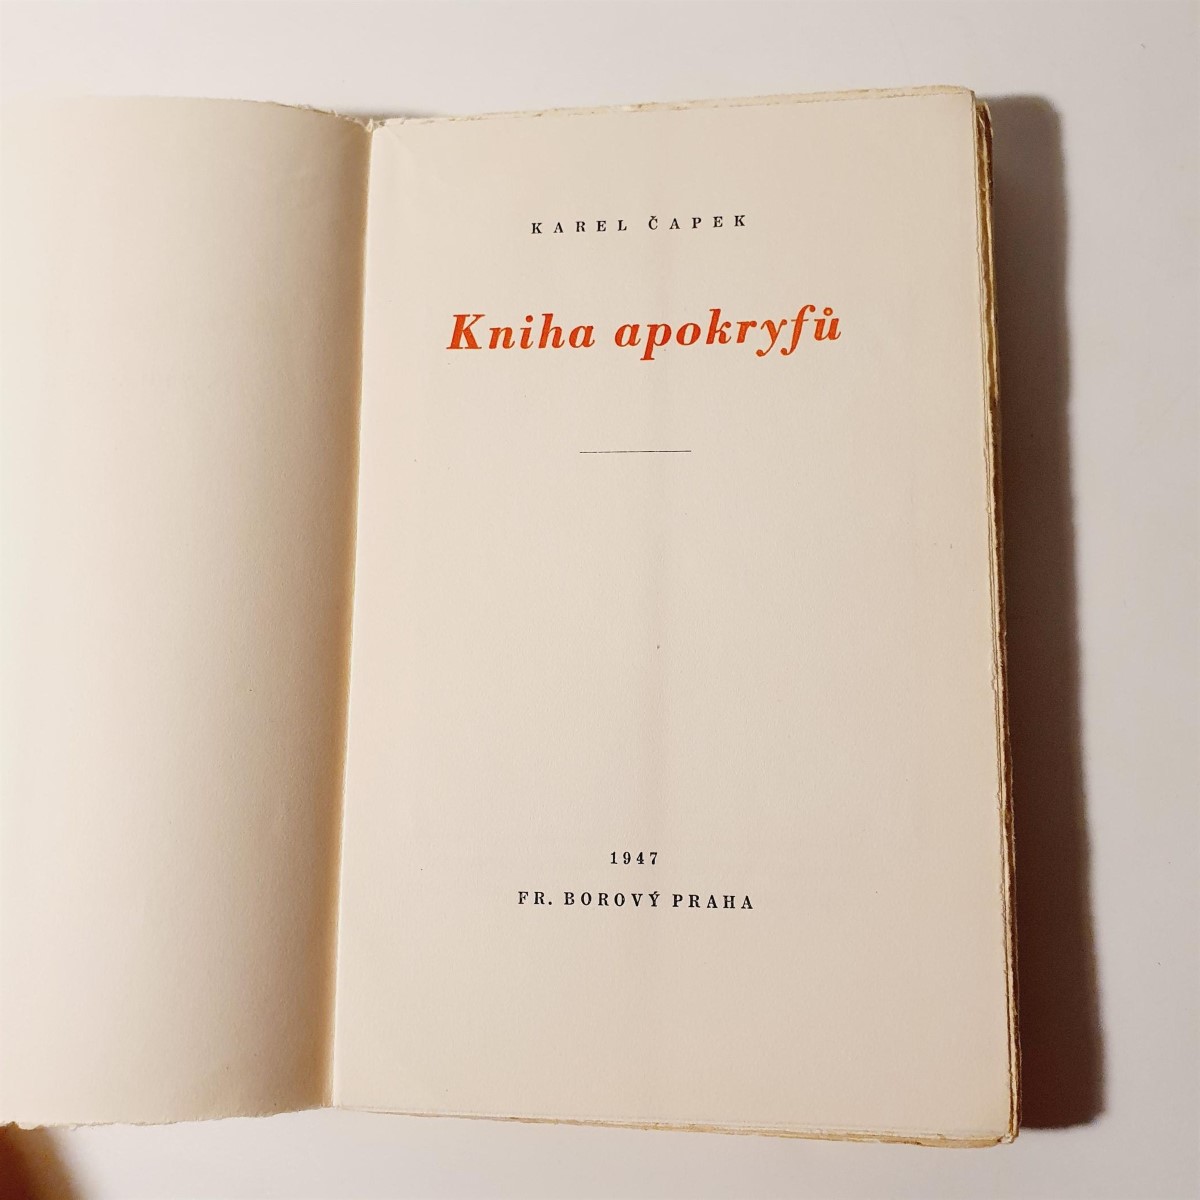 KAREL ČAPEK
Kniha apokryfů
1947
FR. BOROVÝ PRAHA